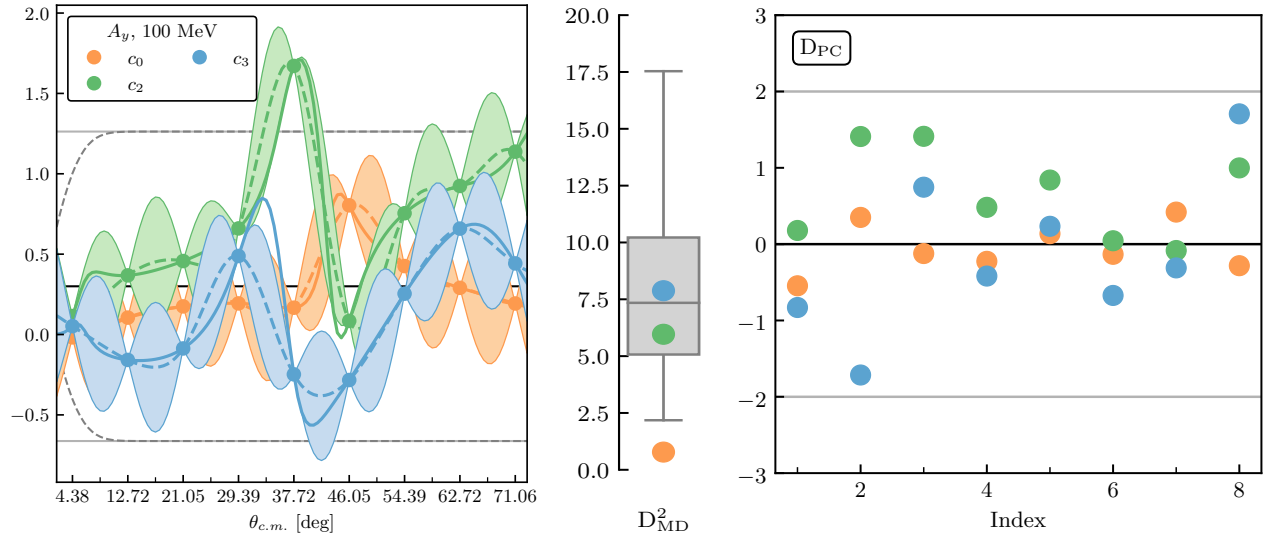 2.0
1.5
1.0
0.5
0.0
−0.5
A_y, 100 MeV
c_0 c_3
c_2
4.38 12.72 21.05 29.39 37.72 46.05 54.39 62.72 71.06
θ_{c.m.} [deg]
20.0
17.5
15.0
12.5
10.0
7.5
5.0
2.5
0.0
D²_MD
3
2
1
0
−1
−2
−3
D_PC
2 4 6 8
Index